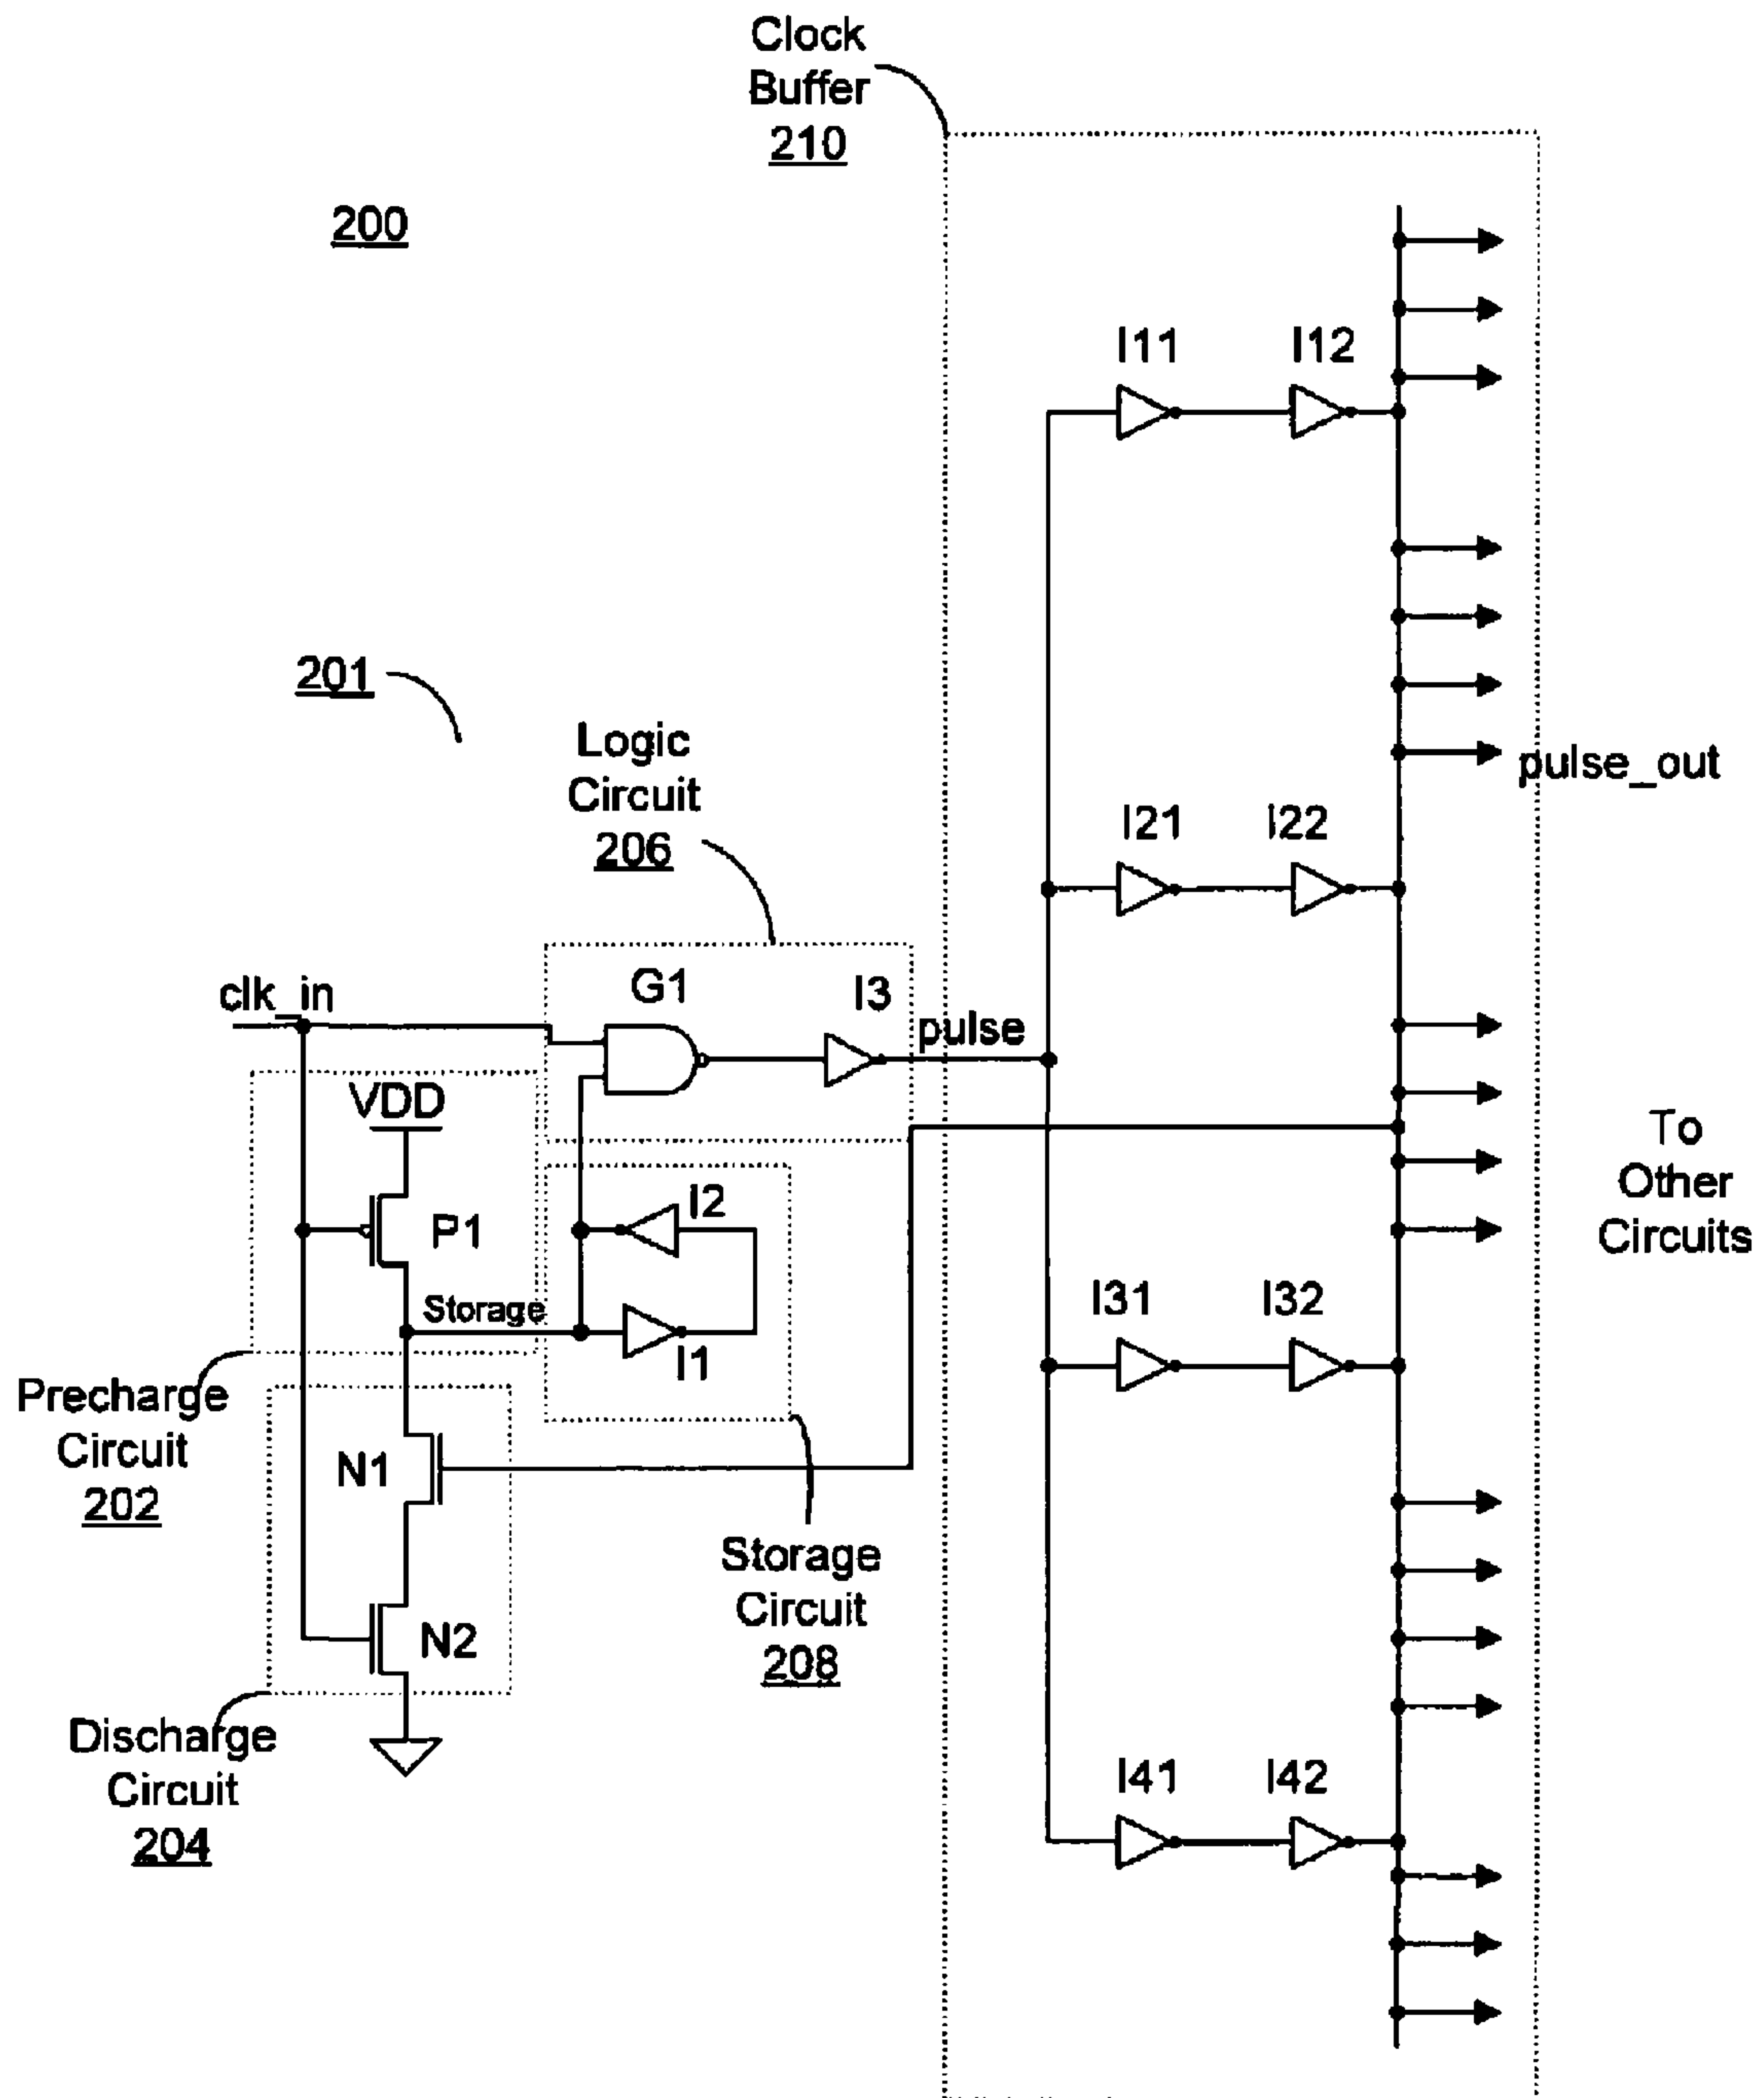 Clock
Buffer
210
200
I11
I12
201
Logic
Circuit
206
pulse_out
I21
I22
clk_in
G1
I3
pulse
VDD
P1
I2
To
Other
Circuits
Storage
I1
I31
I32
Precharge
Circuit
202
N1
Storage
Circuit
208
N2
Discharge
Circuit
204
I41
I42